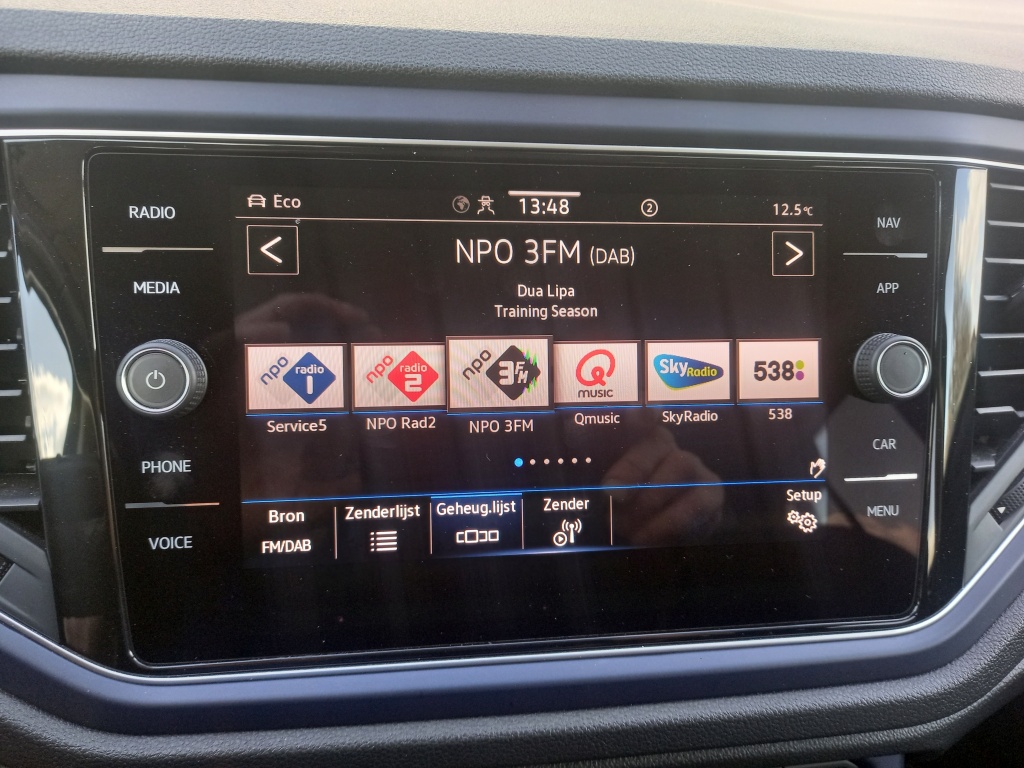 RADIO
MEDIA
PHONE
VOICE
Eco
13:48
2
12.5°C
NPO 3FM (DAB)
Dua Lipa
Training Season
npo radio 1
npo radio 2
npo 3FM
Q MUSIC
Sky Radio
538
Service5
NPO Rad2
NPO 3FM
Qmusic
SkyRadio
538
Bron
FM/DAB
Zenderlijst
Geheug.lijst
Zender
Setup
NAV
APP
CAR
MENU